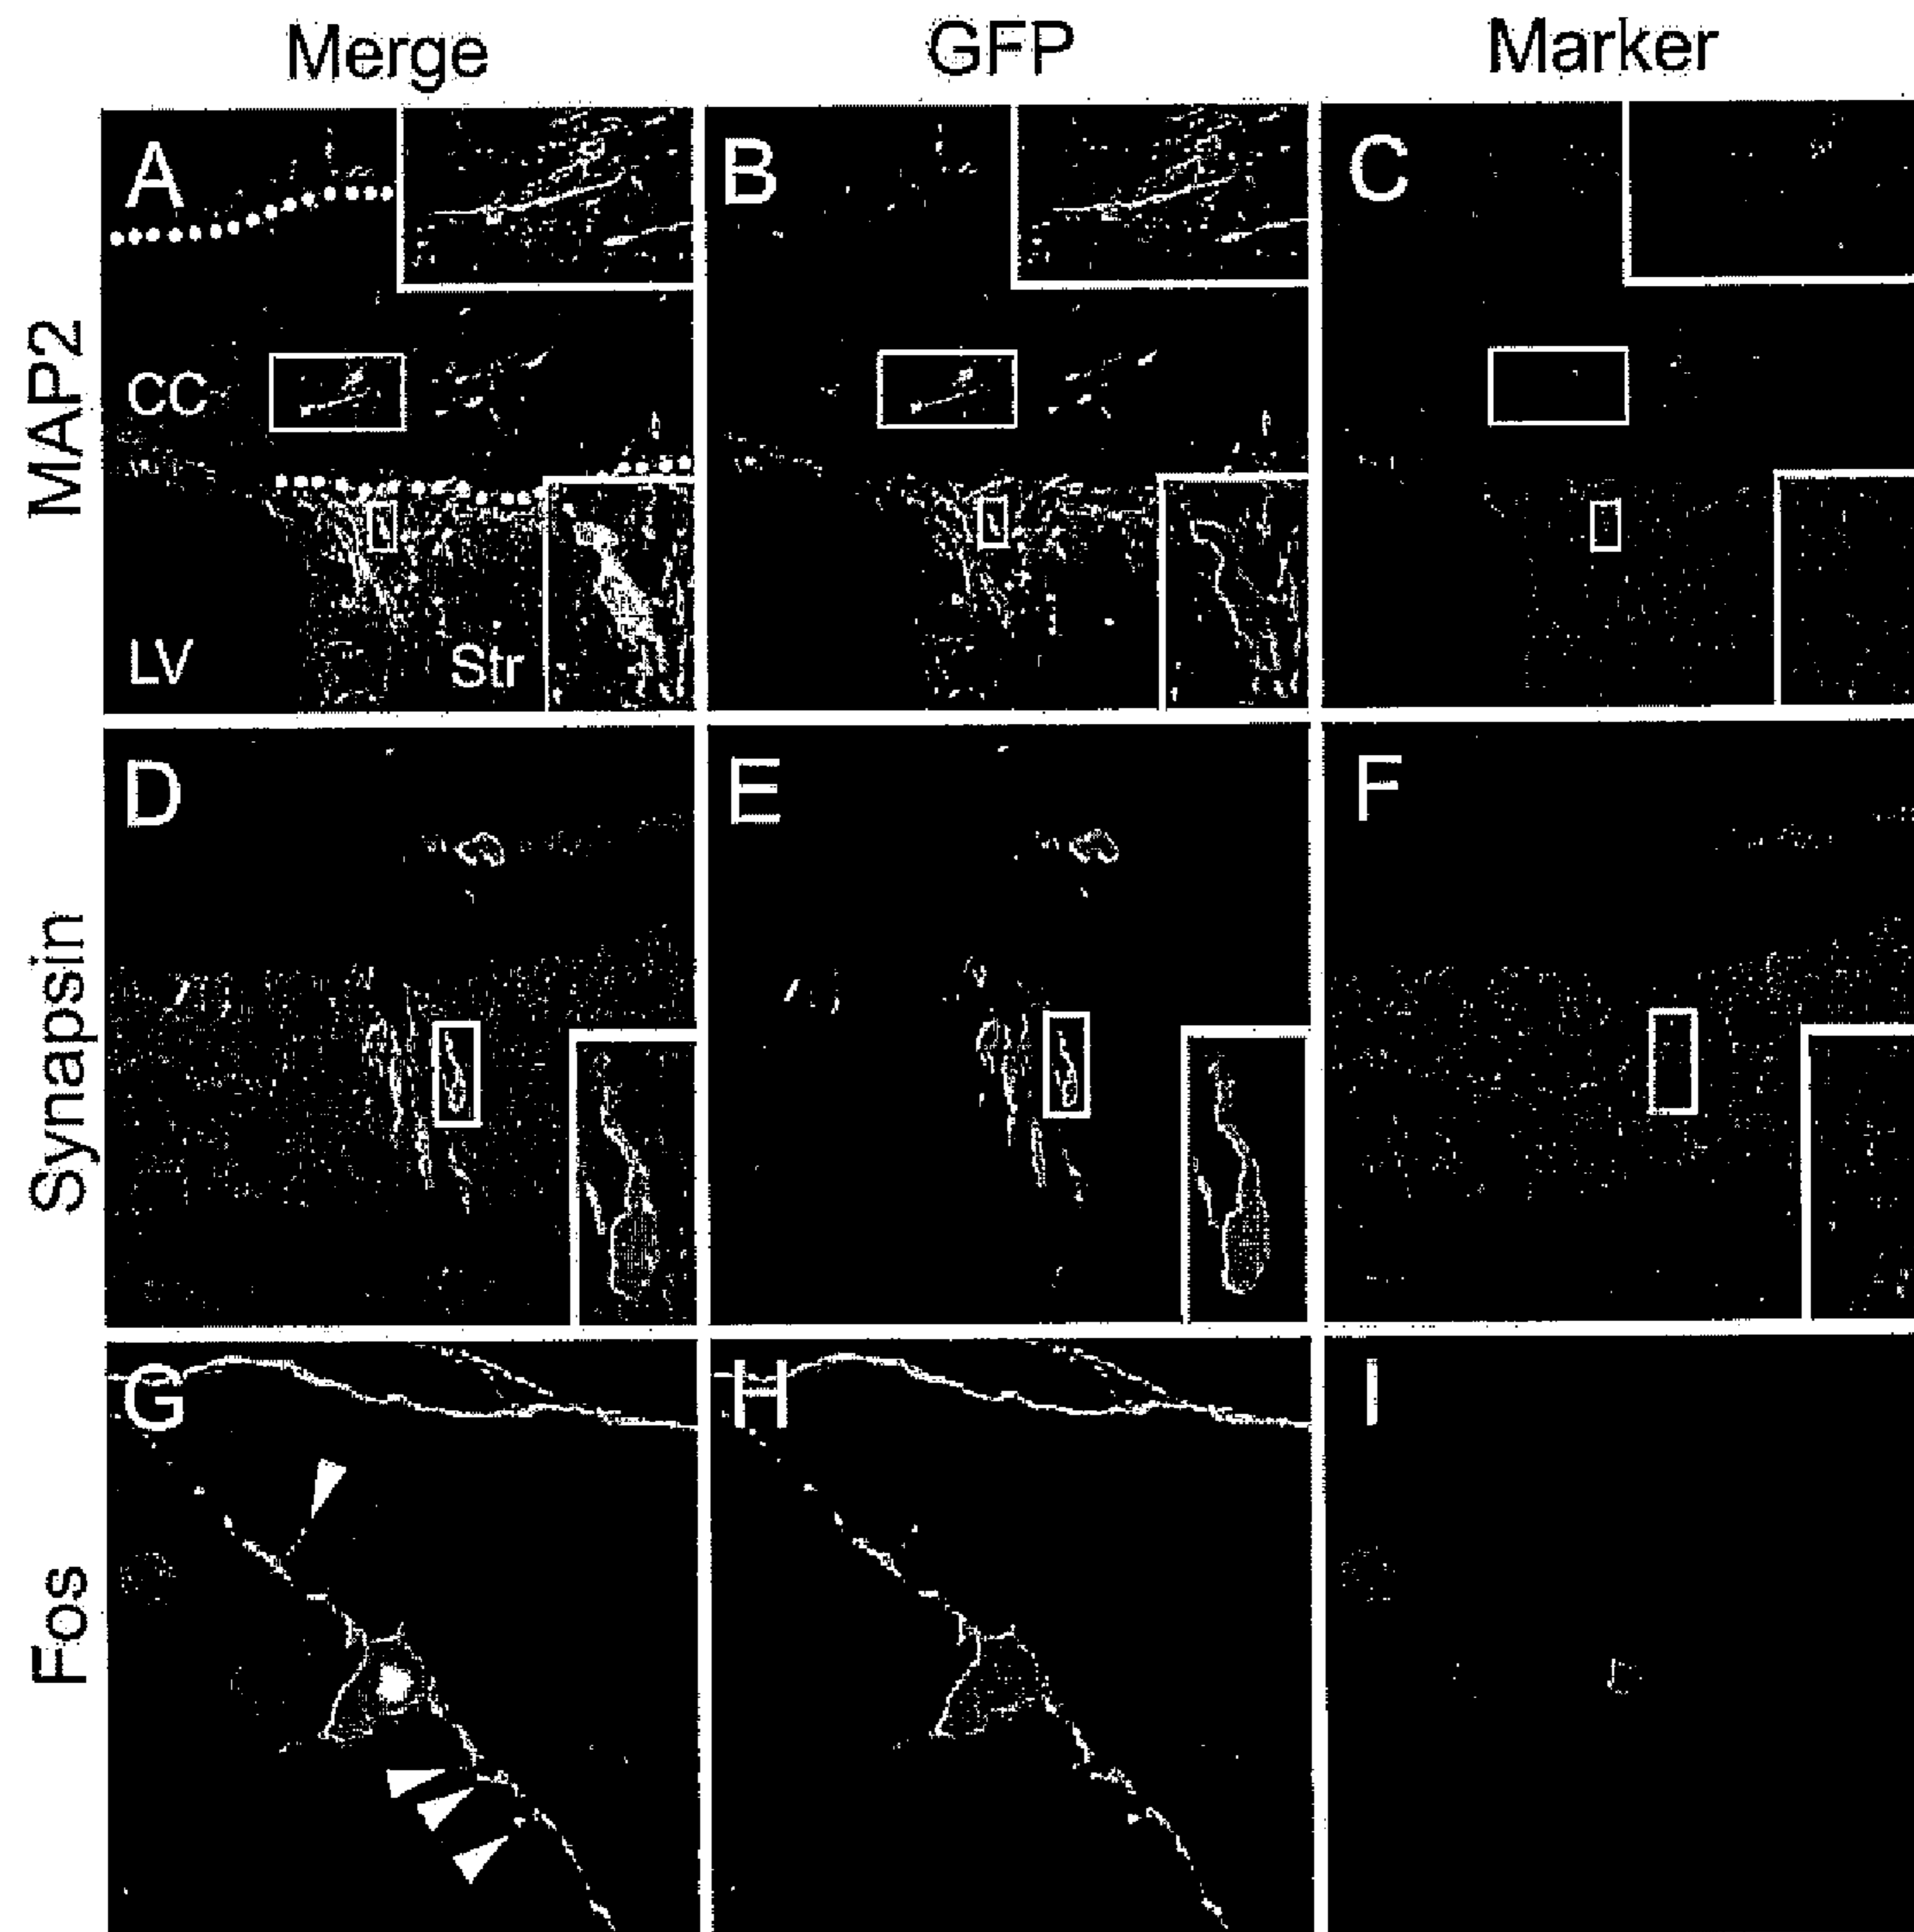 Merge GFP Marker
MAP2
A B C
CC
LV Str
Synapsin
D E F
Fos
G H I